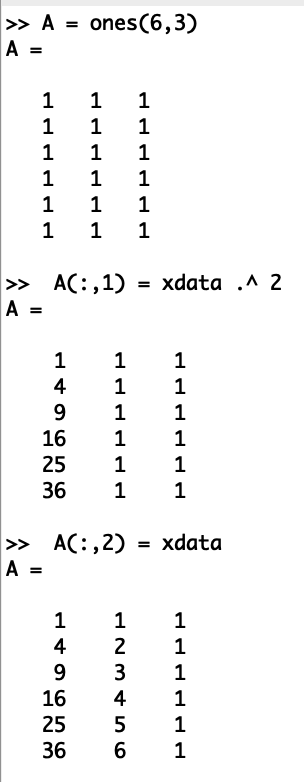 >> A = ones(6,3)
A =
1 1 1
1 1 1
1 1 1
1 1 1
1 1 1
1 1 1
>> A(:,1) = xdata .^ 2
A =
1 1 1
4 1 1
9 1 1
16 1 1
25 1 1
36 1 1
>> A(:,2) = xdata
A =
1 1 1
4 2 1
9 3 1
16 4 1
25 5 1
36 6 1